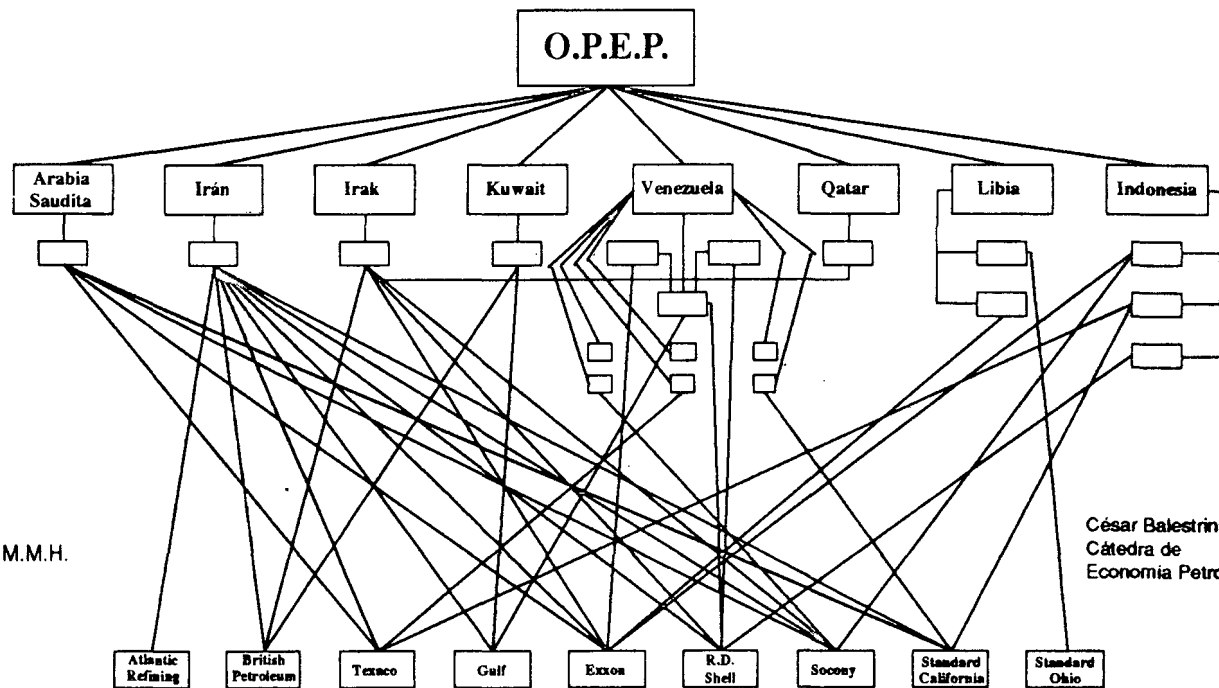 O.P.E.P.
Arabia
Saudita
Irán
Irak
Kuwait
Venezuela
Qatar
Libia
Indonesia
M.M.H.
César Balestrin
Cátedra de
Economía Petro
Atlantic
Refining
British
Petroleum
Texaco
Gulf
Exxon
R.D.
Shell
Socony
Standard
California
Standard
Ohio